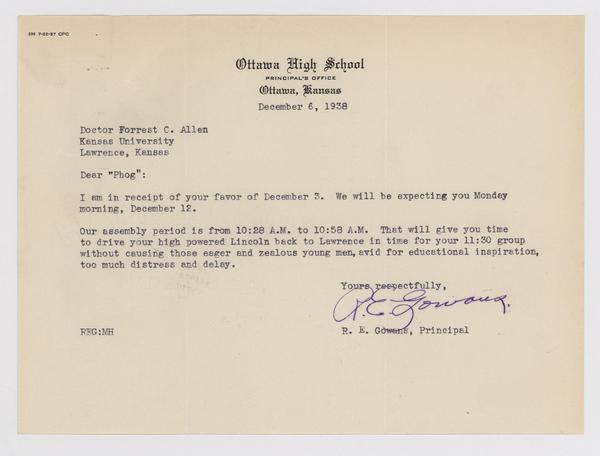 5M 7-22-37 CPC
Ottawa High School
PRINCIPAL'S OFFICE
Ottawa, Kansas
December 6, 1938
Doctor Forrest C. Allen
Kansas University
Lawrence, Kansas
Dear "Phog":
I am in receipt of your favor of December 3. We will be expecting you Monday
morning, December 12.
Our assembly period is from 10:28 A.M. to 10:58 A.M. That will give you time
to drive your high powered Lincoln back to Lawrence in time for your 11:30 group
without causing those eager and zealous young men, avid for educational inspiration,
too much distress and delay.
Yours respectfully,
R. E. Gowans.
REG:MH
R. E. Gowans, Principal